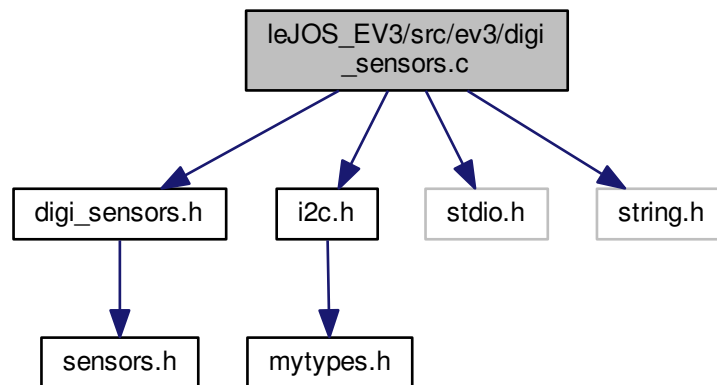 leJOS_EV3/src/ev3/digi
_sensors.c
digi_sensors.h
i2c.h
stdio.h
string.h
sensors.h
mytypes.h